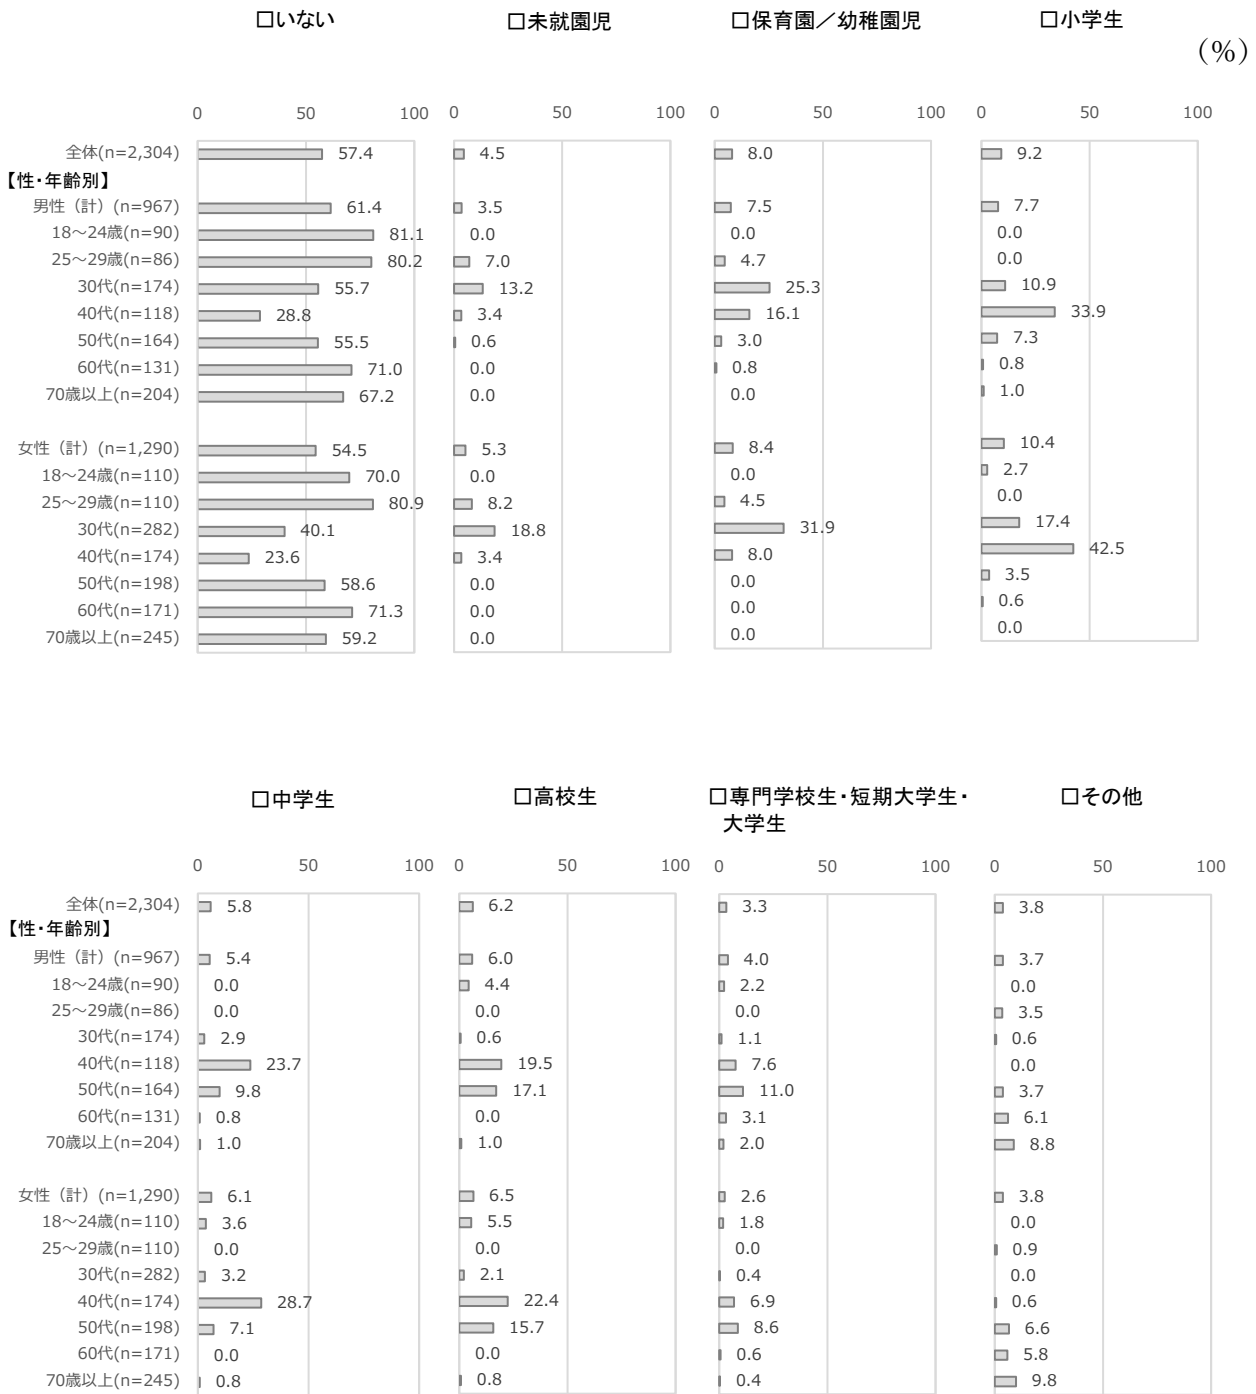 □いない □未就園児 □保育園／幼稚園児 □小学生
(%)
0 50 100 0 50 100 0 50 100 0 50 100
全体(n=2,304) 57.4 4.5 8.0 9.2
【性・年齢別】
男性（計）(n=967) 61.4 3.5 7.5 7.7
18～24歳(n=90) 81.1 0.0 0.0 0.0
25～29歳(n=86) 80.2 7.0 4.7 0.0
30代(n=174) 55.7 13.2 25.3 10.9
40代(n=118) 28.8 3.4 16.1 33.9
50代(n=164) 55.5 0.6 3.0 7.3
60代(n=131) 71.0 0.0 0.8 0.8
70歳以上(n=204) 67.2 0.0 0.0 1.0
女性（計）(n=1,290) 54.5 5.3 8.4 10.4
18～24歳(n=110) 70.0 0.0 0.0 2.7
25～29歳(n=110) 80.9 8.2 4.5 0.0
30代(n=282) 40.1 18.8 31.9 17.4
40代(n=174) 23.6 3.4 8.0 42.5
50代(n=198) 58.6 0.0 0.0 3.5
60代(n=171) 71.3 0.0 0.0 0.6
70歳以上(n=245) 59.2 0.0 0.0 0.0
□中学生 □高校生 □専門学校生・短期大学生・ □その他
大学生
0 50 100 0 50 100 0 50 100 0 50 100
全体(n=2,304) 5.8 6.2 3.3 3.8
【性・年齢別】
男性（計）(n=967) 5.4 6.0 4.0 3.7
18～24歳(n=90) 0.0 4.4 2.2 0.0
25～29歳(n=86) 0.0 0.0 0.0 3.5
30代(n=174) 2.9 0.6 1.1 0.6
40代(n=118) 23.7 19.5 7.6 0.0
50代(n=164) 9.8 17.1 11.0 3.7
60代(n=131) 0.8 0.0 3.1 6.1
70歳以上(n=204) 1.0 1.0 2.0 8.8
女性（計）(n=1,290) 6.1 6.5 2.6 3.8
18～24歳(n=110) 3.6 5.5 1.8 0.0
25～29歳(n=110) 0.0 0.0 0.0 0.9
30代(n=282) 3.2 2.1 0.4 0.0
40代(n=174) 28.7 22.4 6.9 0.6
50代(n=198) 7.1 15.7 8.6 6.6
60代(n=171) 0.0 0.0 0.6 5.8
70歳以上(n=245) 0.8 0.8 0.4 9.8